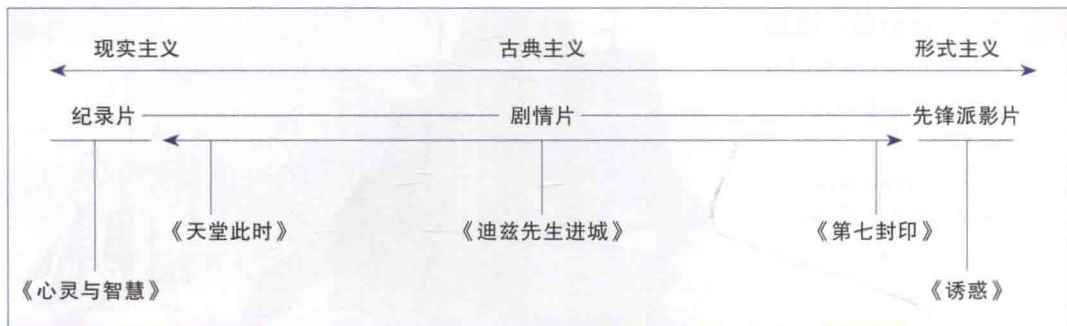 现实主义 古典主义 形式主义
纪录片 剧情片 先锋派影片
《天堂此时》 《迪兹先生进城》 《第七封印》
《心灵与智慧》 《诱惑》